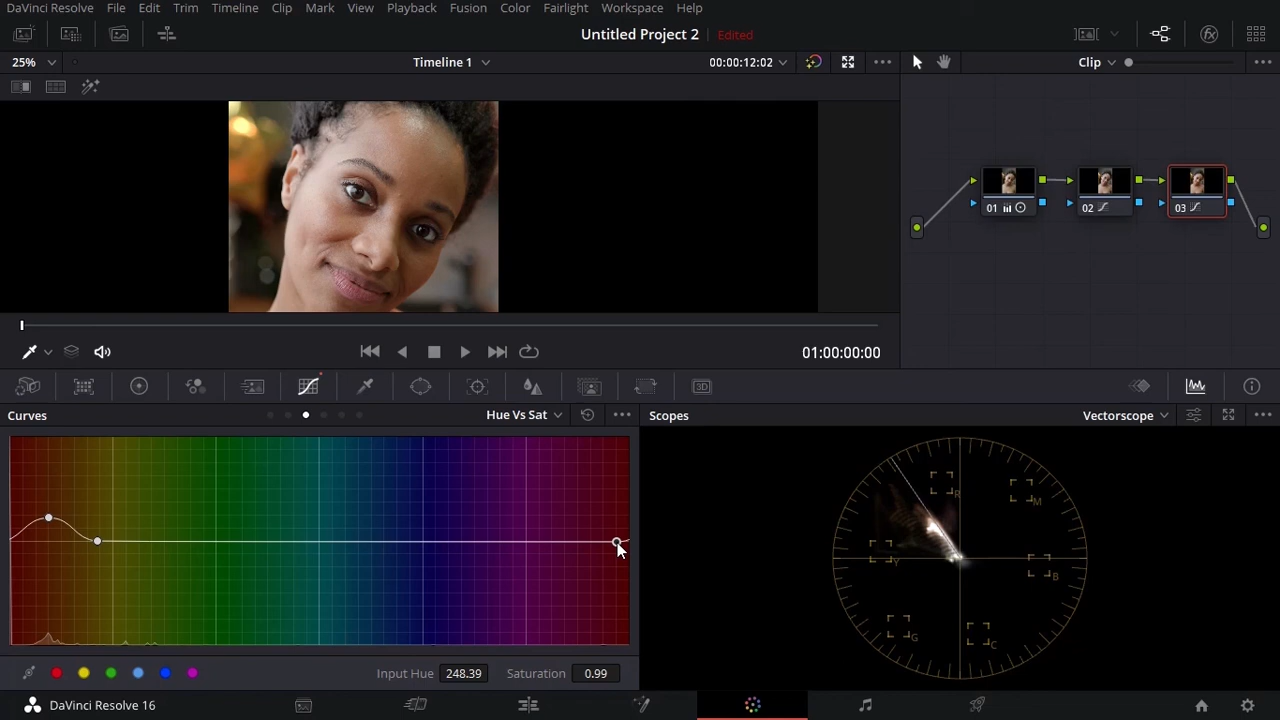 DaVinci Resolve File Edit Trim Timeline Clip Mark View Playback Fusion Color Fairlight Workspace Help
Untitled Project 2 Edited
25% Timeline 1 00:00:12:02 Clip
01 02 03
01:00:00:00
3D
Curves Hue Vs Sat Scopes Vectorscope
R
M
Y
B
G
C
Input Hue 248.39 Saturation 0.99
DaVinci Resolve 16